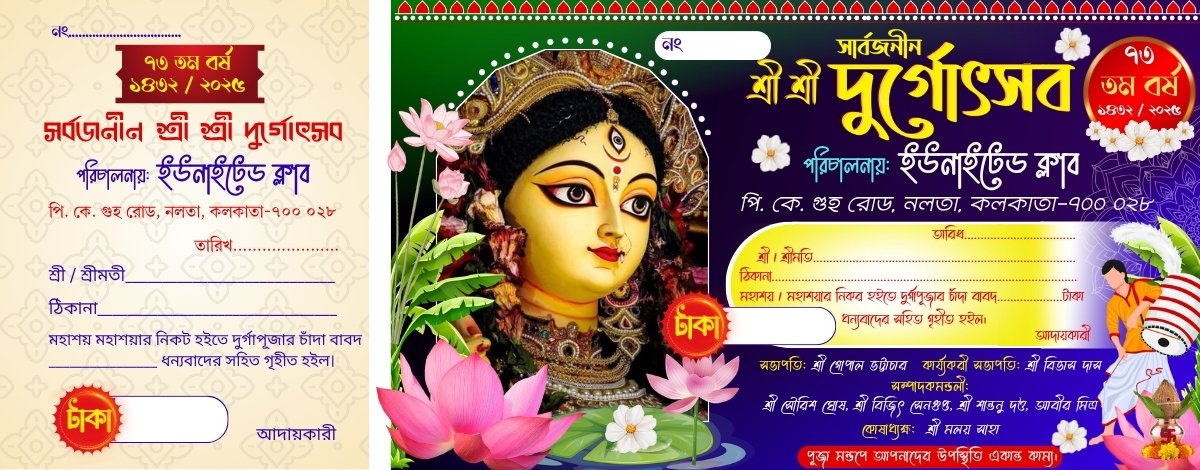 নং................................
৭৩ তম বর্ষ
১৪৩২ / ২০২৫
সর্বজনীন শ্রী শ্রী দুর্গোৎসব
পরিচালনায়: ইউনাইটেড ক্লাব
পি. কে. গুহ রোড, নলতা, কলকাতা-৭০০ ০২৮
তারিখ......................
শ্রী / শ্রীমতী_______________________
ঠিকানা__________________________
মহাশয় মহাশয়ার নিকট হইতে দুর্গাপূজার চাঁদা বাবদ
____________ ধন্যবাদের সহিত গৃহীত হইল।
টাকা
আদায়কারী
নং
সার্বজনীন
শ্রী শ্রী দুর্গোৎসব
৭৩
তম বর্ষ
১৪৩২ / ২০২৫
পরিচালনায়: ইউনাইটেড ক্লাব
পি. কে. গুহ রোড, নলতা, কলকাতা-৭০০ ০২৮
তারিখ..............................
শ্রী / শ্রীমতি..............................
ঠিকানা..............................
মহাশয় / মহাশয়ার নিকট হইতে দুর্গাপূজার চাঁদা বাবদ..................টাকা
ধন্যবাদের সহিত গৃহীত হইল।
টাকা
আদায়কারী
সভাপতি: শ্রী গোপাল ভট্টাচার্য কার্য্যকরী সভাপতি: শ্রী বিভাস দাস
সম্পাদকমন্ডলী:
শ্রী সৌবিশ ঘোষ, শ্রী বিজিৎ সেনগুপ্ত, শ্রী শান্তনু দত্ত, আবীর মিত্র
কোষাধ্যক্ষ: শ্রী মলয় সাহা
পূজা মন্ডপে আপনাদের উপস্থিতি একান্ত কাম্য।